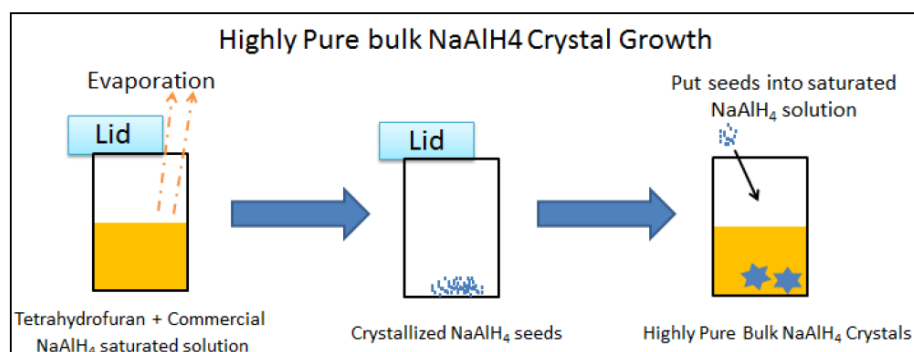 Highly Pure bulk NaAlH4 Crystal Growth
Evaporation
Lid
Tetrahydrofuran + Commercial
NaAlH₄ saturated solution
Lid
Crystallized NaAlH₄ seeds
Put seeds into saturated
NaAlH₄ solution
Highly Pure Bulk NaAlH₄ Crystals